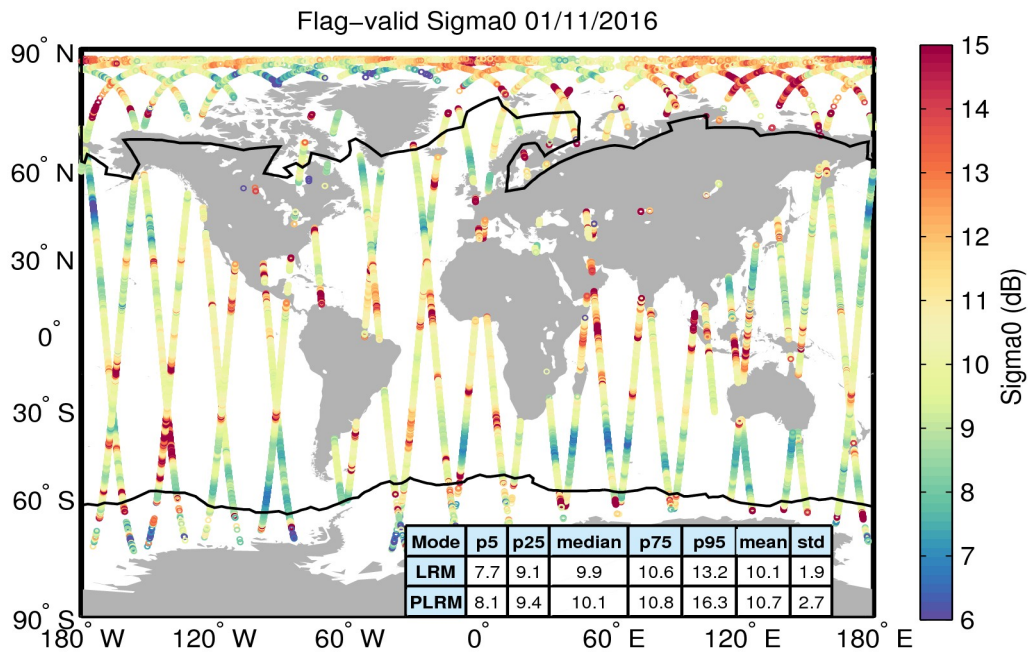 Flag-valid Sigma0 01/11/2016
90° N
60° N
30° N
0°
30° S
60° S
90° S
180° W
120° W
60° W
0°
60° E
120° E
180° E
15
14
13
12
11
10
9
8
7
6
Sigma0 (dB)
Mode p5 p25 median p75 p95 mean std
LRM 7.7 9.1 9.9 10.6 13.2 10.1 1.9
PLRM 8.1 9.4 10.1 10.8 16.3 10.7 2.7